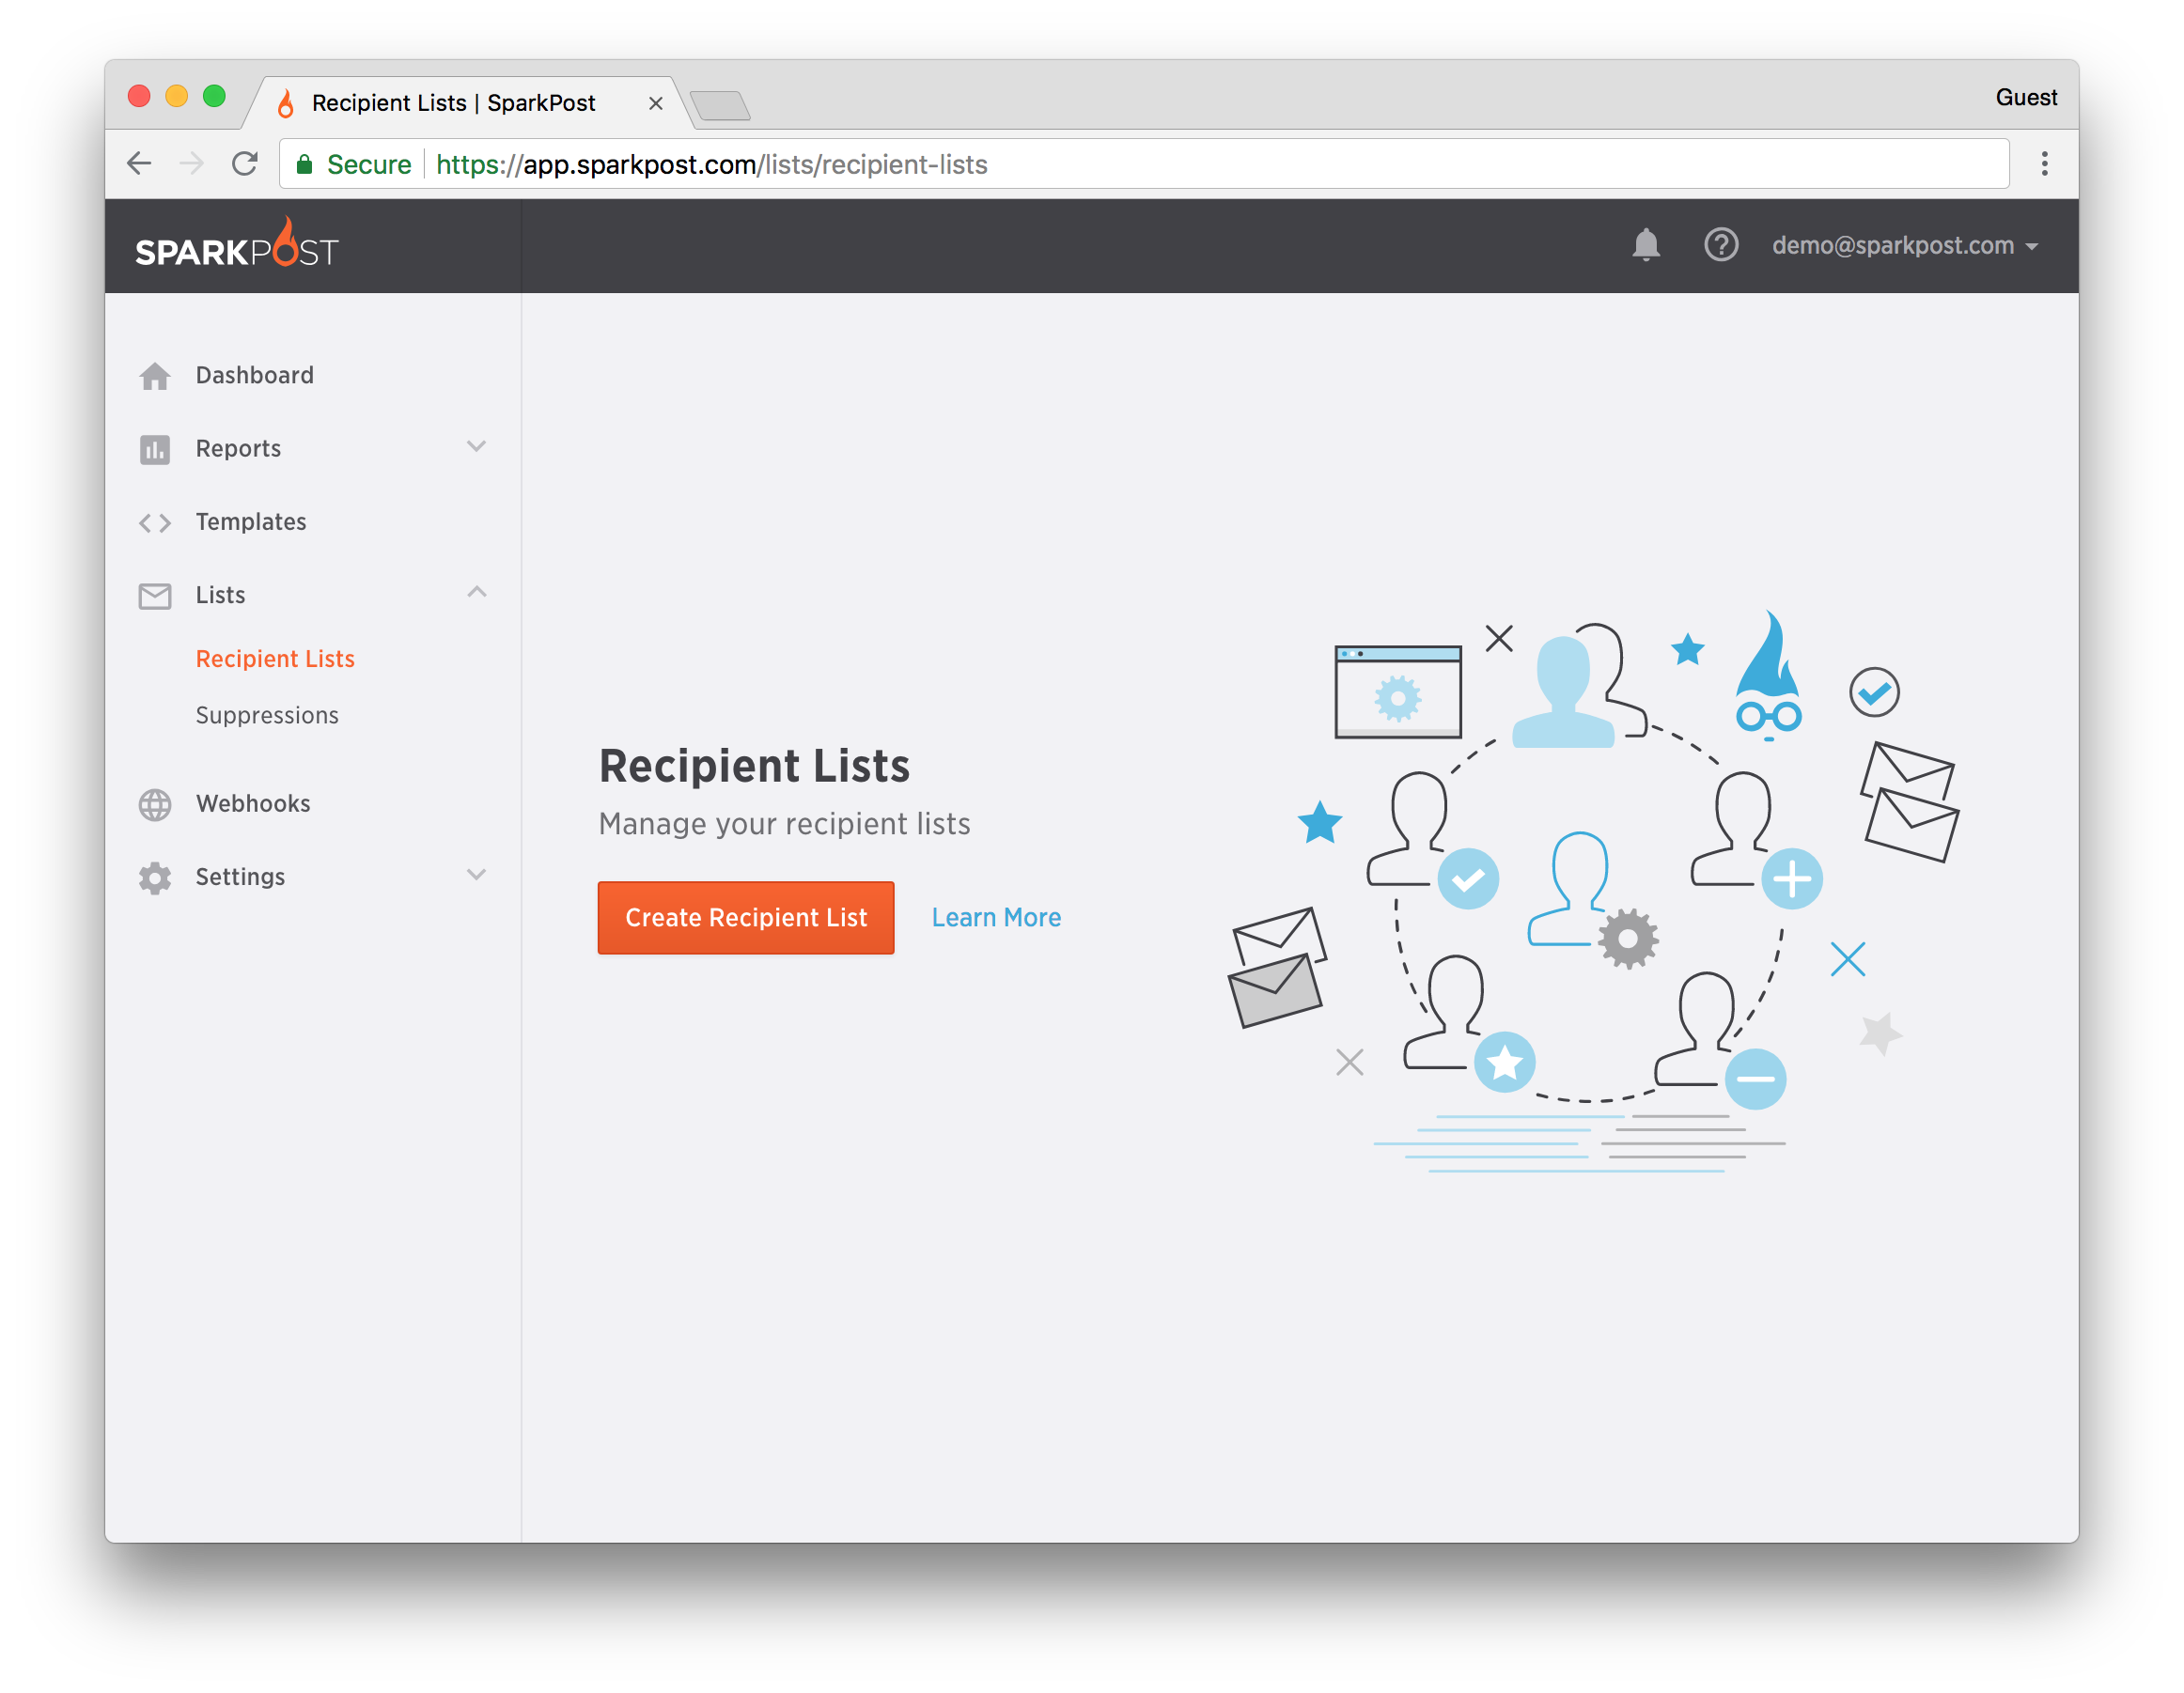 Recipient Lists | SparkPost
Guest
Secure https://app.sparkpost.com/lists/recipient-lists
SPARKPOST
demo@sparkpost.com
Dashboard
Reports
Templates
Lists
Recipient Lists
Suppressions
Webhooks
Settings
Recipient Lists
Manage your recipient lists
Create Recipient List
Learn More